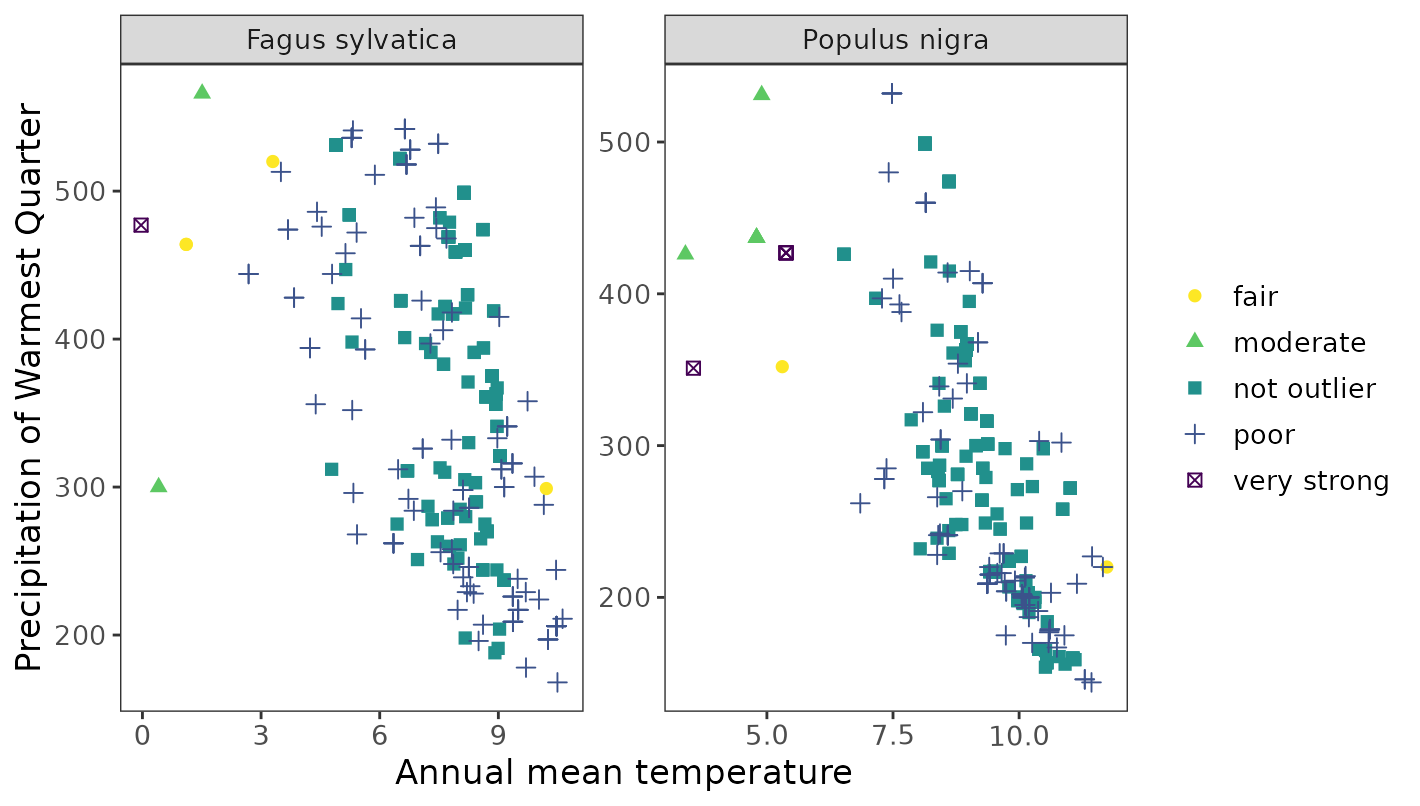 Fagus sylvatica
Populus nigra
Precipitation of Warmest Quarter
500
400
300
200
500
400
300
200
0
3
6
9
5.0
7.5
10.0
Annual mean temperature
fair
moderate
not outlier
poor
very strong